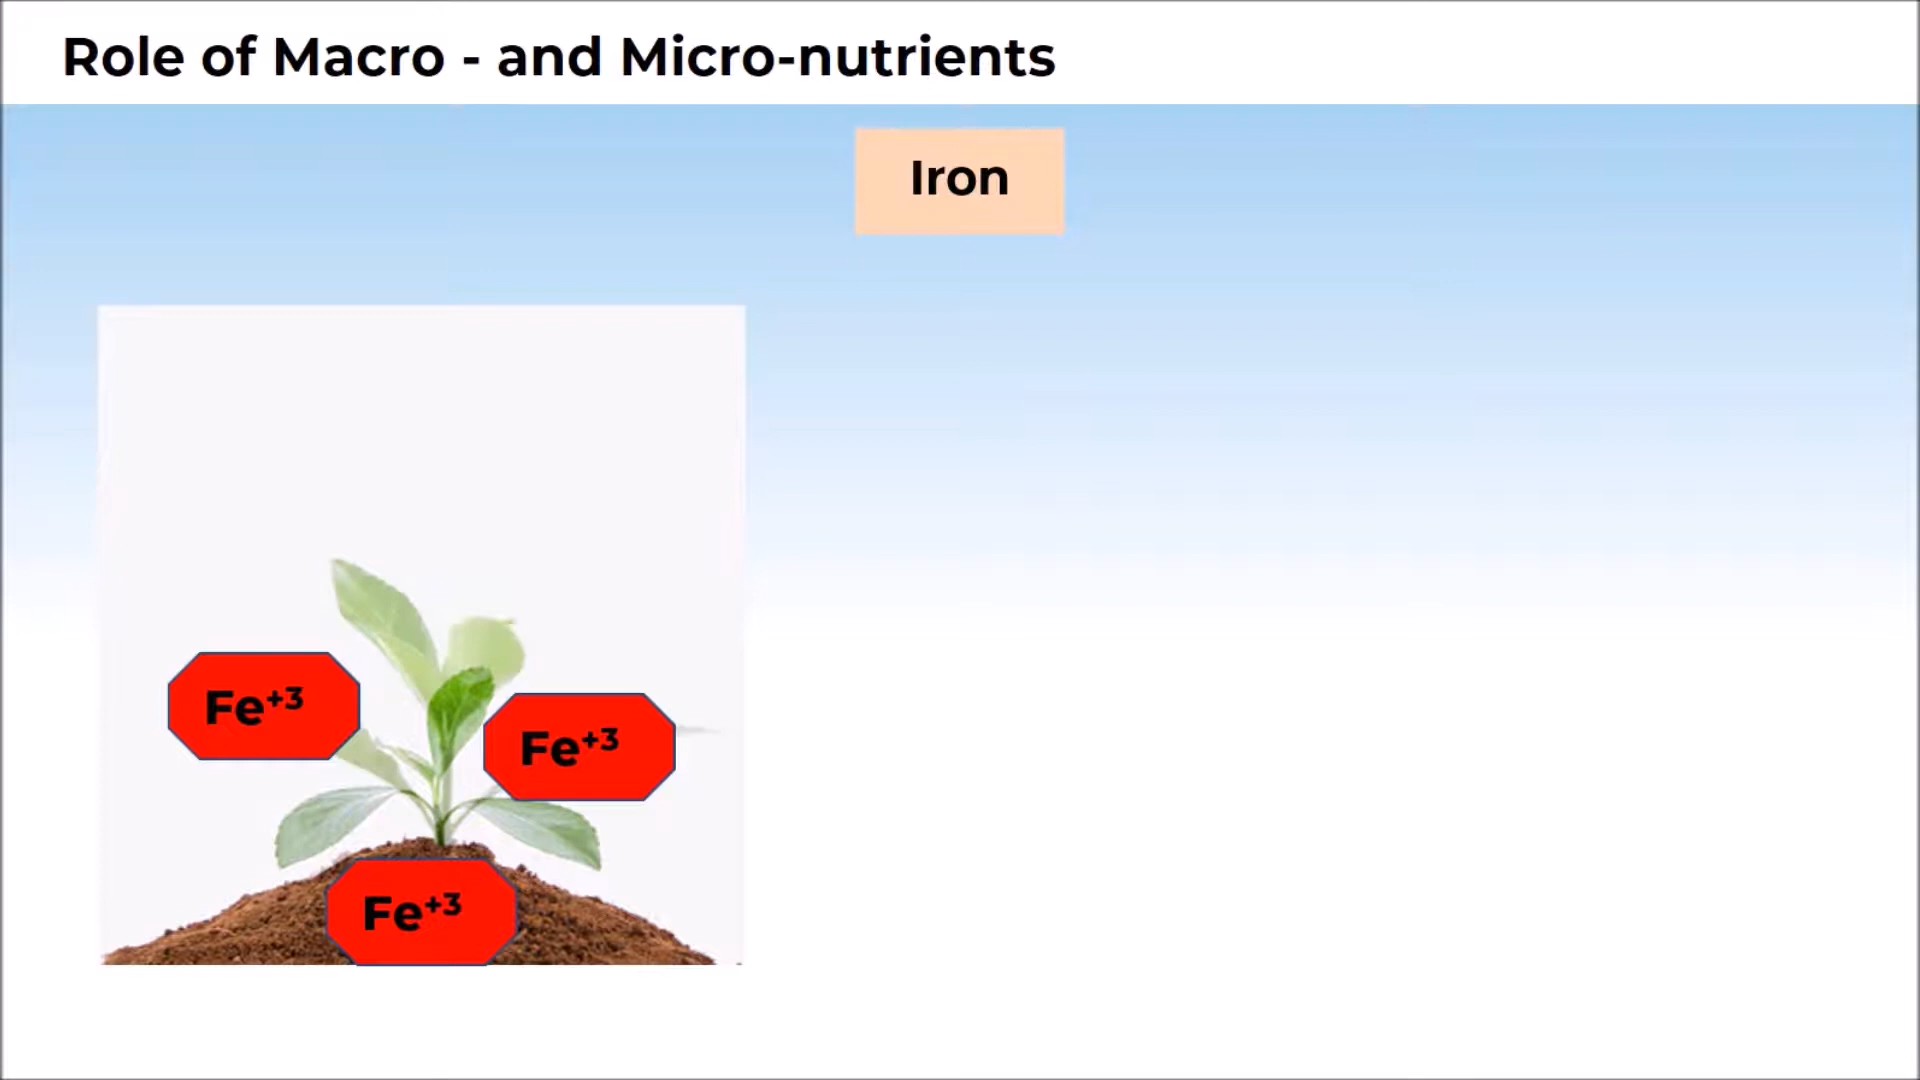 Role of Macro - and Micro-nutrients
Iron
Fe⁺³
Fe⁺³
Fe⁺³